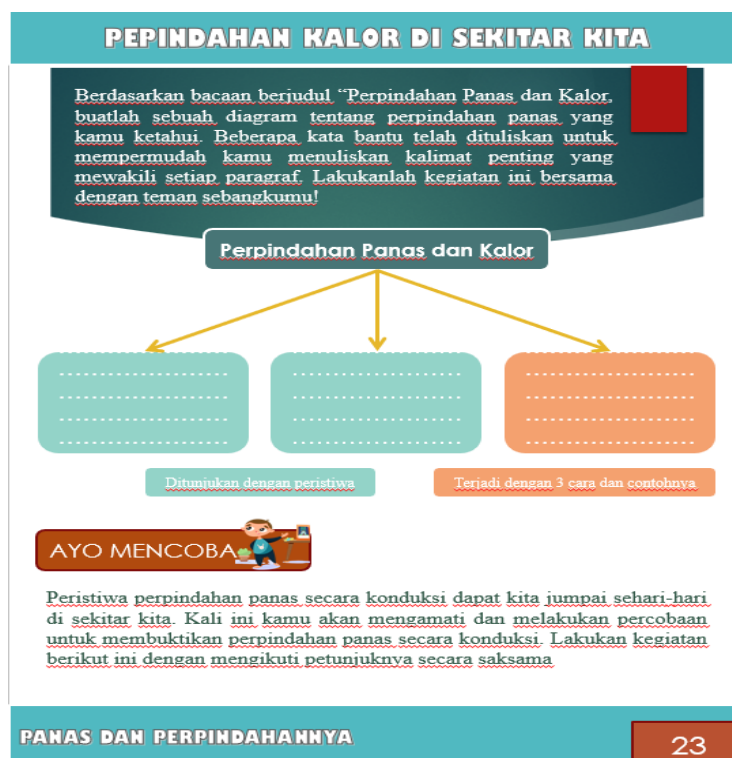 PEPINDAHAN KALOR DI SEKITAR KITA
Berdasarkan bacaan berjudul “Perpindahan Panas dan Kalor,
buatlah sebuah diagram tentang perpindahan panas yang
kamu ketahui. Beberapa kata bantu telah dituliskan untuk
mempermudah kamu menuliskan kalimat penting yang
mewakili setiap paragraf. Lakukanlah kegiatan ini bersama
dengan teman sebangkumu!
Perpindahan Panas dan Kalor
Ditunjukan dengan peristiwa
Terjadi dengan 3 cara dan contohnya
AYO MENCOBA
Peristiwa perpindahan panas secara konduksi dapat kita jumpai sehari-hari
di sekitar kita. Kali ini kamu akan mengamati dan melakukan percobaan
untuk membuktikan perpindahan panas secara konduksi. Lakukan kegiatan
berikut ini dengan mengikuti petunjuknya secara saksama
PANAS DAN PERPINDAHANNYA
23